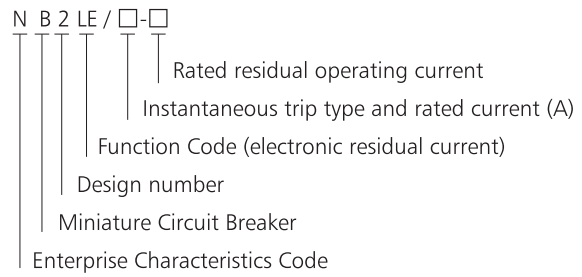 N B 2 LE / □-□
Rated residual operating current
Instantaneous trip type and rated current (A)
Function Code (electronic residual current)
Design number
Miniature Circuit Breaker
Enterprise Characteristics Code